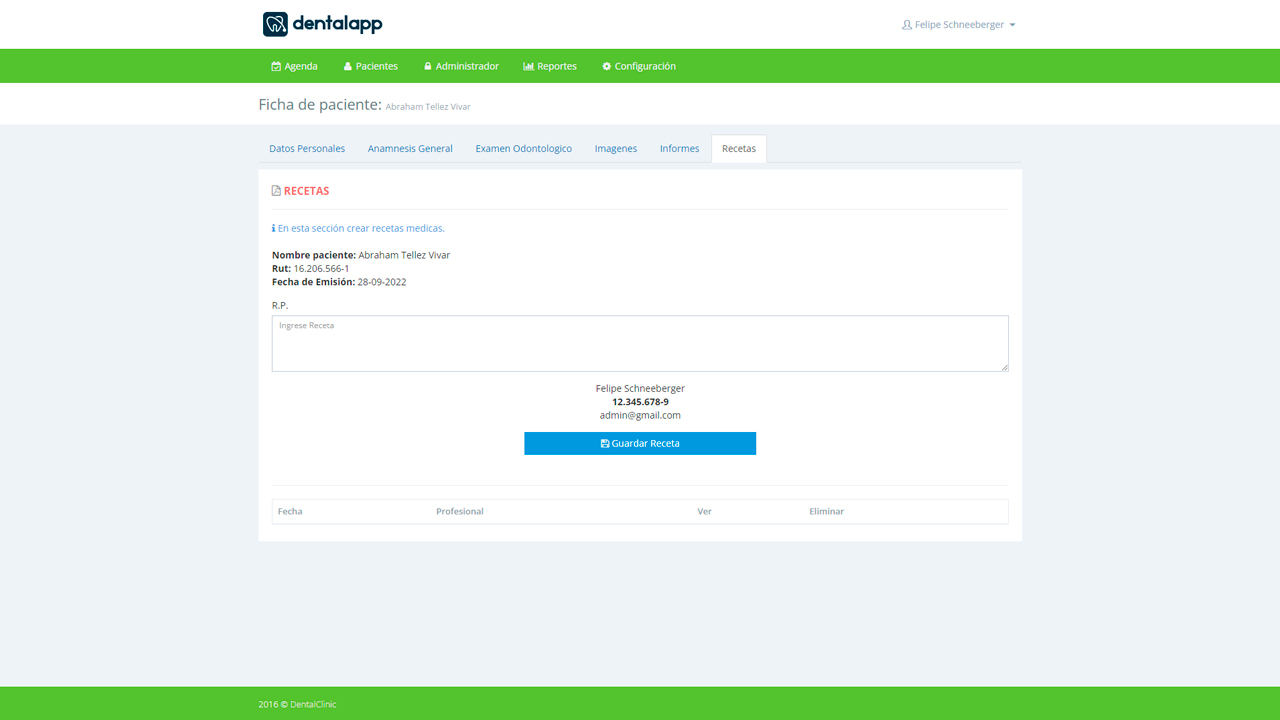 dentalapp
Felipe Schneeberger
Agenda Pacientes Administrador Reportes Configuración
Ficha de paciente: Abraham Tellez Vivar
Datos Personales Anamnesis General Examen Odontologico Imagenes Informes Recetas
RECETAS
En esta sección crear recetas medicas.
Nombre paciente: Abraham Tellez Vivar
Rut: 16.206.566-1
Fecha de Emisión: 28-09-2022
R.P.
Ingrese Receta
Felipe Schneeberger
12.345.678-9
admin@gmail.com
Guardar Receta
Fecha Profesional Ver Eliminar
2016 © DentalClinic